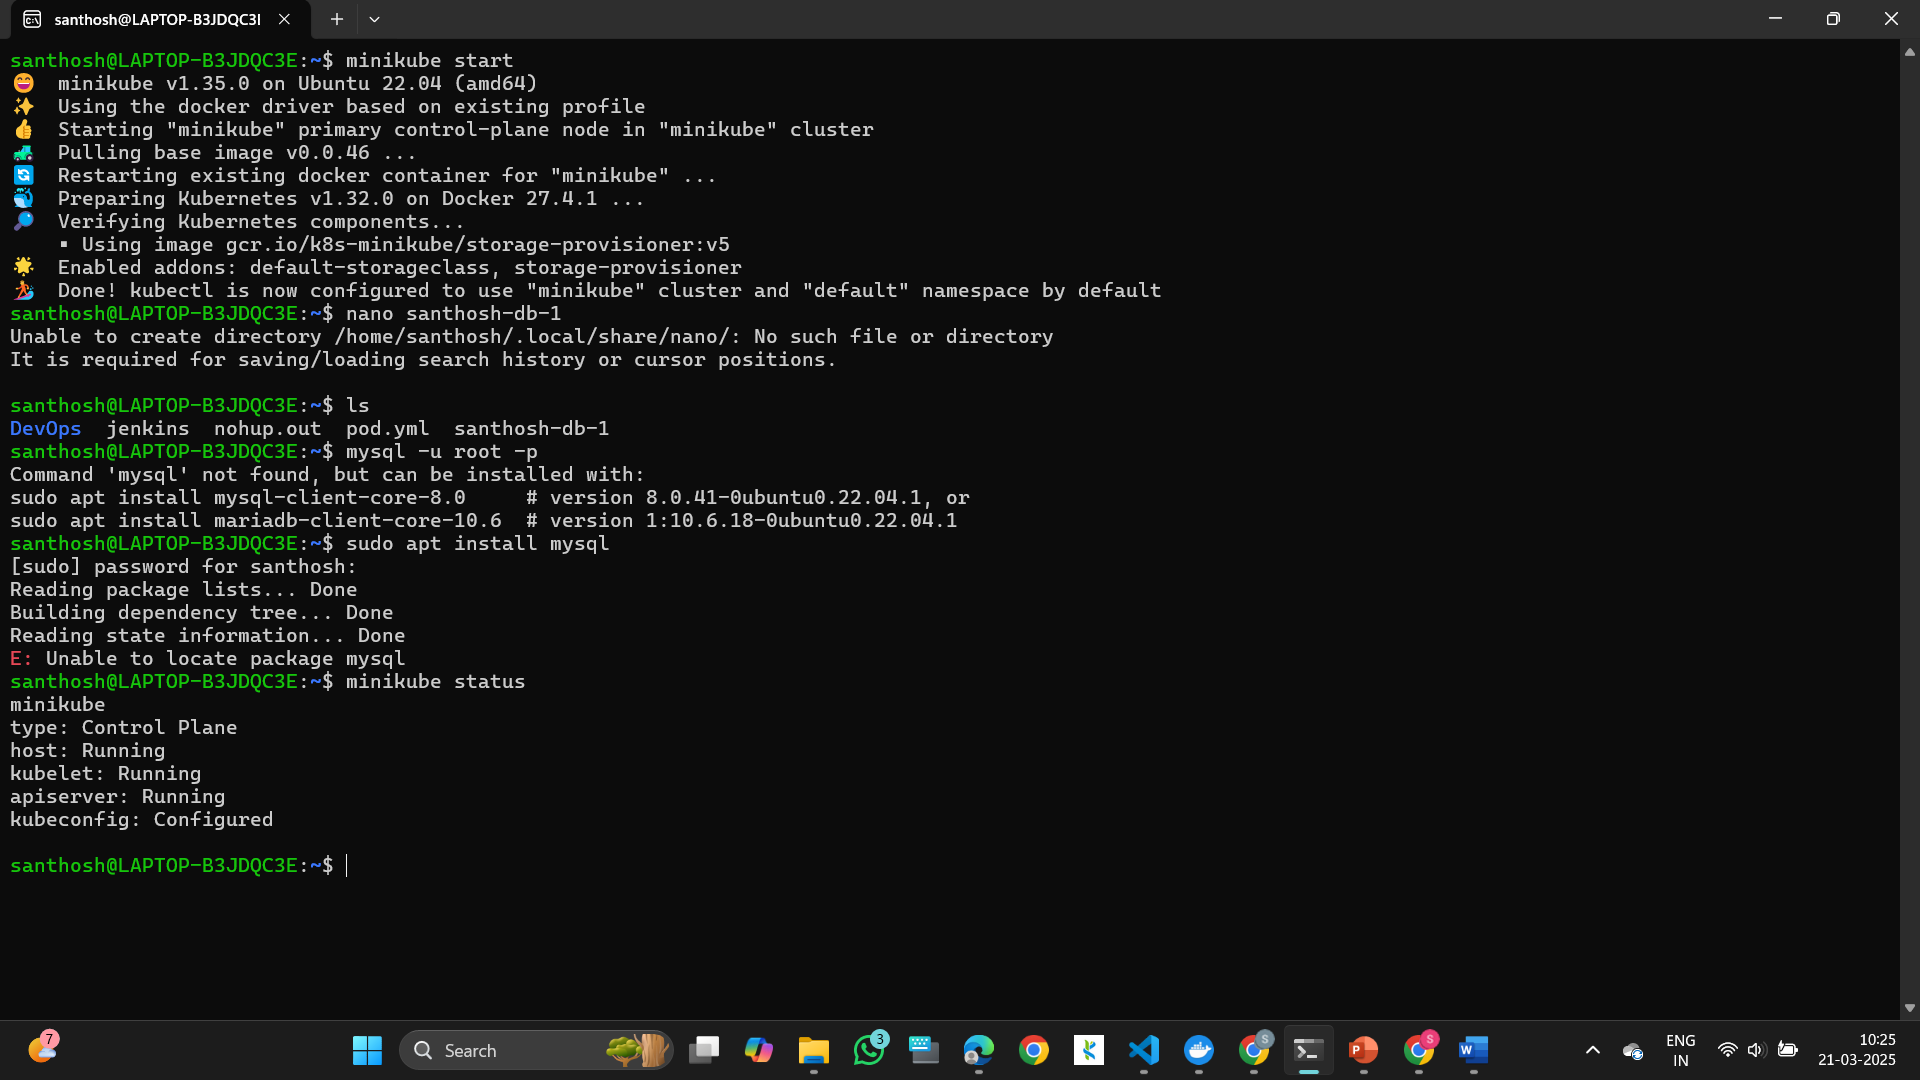 santhosh@LAPTOP-B3JDQC3I
santhosh@LAPTOP-B3JDQC3E:~$ minikube start
minikube v1.35.0 on Ubuntu 22.04 (amd64)
Using the docker driver based on existing profile
Starting "minikube" primary control-plane node in "minikube" cluster
Pulling base image v0.0.46 ...
Restarting existing docker container for "minikube" ...
Preparing Kubernetes v1.32.0 on Docker 27.4.1 ...
Verifying Kubernetes components...
▪ Using image gcr.io/k8s-minikube/storage-provisioner:v5
Enabled addons: default-storageclass, storage-provisioner
Done! kubectl is now configured to use "minikube" cluster and "default" namespace by default
santhosh@LAPTOP-B3JDQC3E:~$ nano santhosh-db-1
Unable to create directory /home/santhosh/.local/share/nano/: No such file or directory
It is required for saving/loading search history or cursor positions.
santhosh@LAPTOP-B3JDQC3E:~$ ls
DevOps jenkins nohup.out pod.yml santhosh-db-1
santhosh@LAPTOP-B3JDQC3E:~$ mysql -u root -p
Command 'mysql' not found, but can be installed with:
sudo apt install mysql-client-core-8.0 # version 8.0.41-0ubuntu0.22.04.1, or
sudo apt install mariadb-client-core-10.6 # version 1:10.6.18-0ubuntu0.22.04.1
santhosh@LAPTOP-B3JDQC3E:~$ sudo apt install mysql
[sudo] password for santhosh:
Reading package lists... Done
Building dependency tree... Done
Reading state information... Done
E: Unable to locate package mysql
santhosh@LAPTOP-B3JDQC3E:~$ minikube status
minikube
type: Control Plane
host: Running
kubelet: Running
apiserver: Running
kubeconfig: Configured
santhosh@LAPTOP-B3JDQC3E:~$
7
Search
3
S
P
S
W
ENG
IN
10:25
21-03-2025